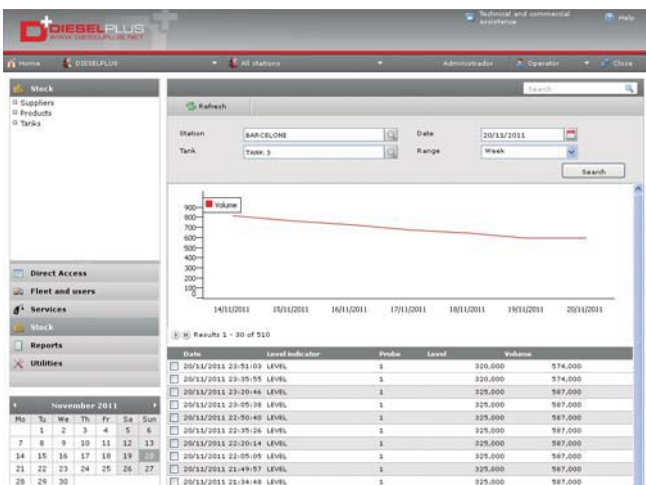 DIESELPLUS
WWW.DIESELPLUS.NET
Technical and commercial assistance
Help
Home
DIESELPLUS
All stations
Administrador
Operator
Close
Stock
Suppliers
Products
Tanks
Search
Refresh
Station BARCELONE Date 20/11/2011
Tank TANK 3 Range Week
Search
Volume
900
800
700
600
500
400
300
200
100
0
14/11/2011 15/11/2011 16/11/2011 17/11/2011 18/11/2011 19/11/2011 20/11/2011
Direct Access
Fleet and users
Services
Stock
Reports
Utilities
Results 1 - 30 of 510
Date Level indicator Probe Level Volume
20/11/2011 23:51:03 LEVEL 1 320,000 574,000
20/11/2011 23:35:55 LEVEL 1 320,000 574,000
20/11/2011 23:20:46 LEVEL 1 325,000 587,000
20/11/2011 23:05:38 LEVEL 1 325,000 587,000
20/11/2011 22:50:40 LEVEL 1 325,000 587,000
20/11/2011 22:35:26 LEVEL 1 325,000 587,000
20/11/2011 22:20:14 LEVEL 1 325,000 587,000
20/11/2011 22:05:05 LEVEL 1 325,000 587,000
20/11/2011 21:49:57 LEVEL 1 325,000 587,000
20/11/2011 21:34:48 LEVEL 1 325,000 587,000
November 2011
Mo Tu We Th Fr Sa Sun
1 2 3 4 5 6
7 8 9 10 11 12 13
14 15 16 17 18 19 20
21 22 23 24 25 26 27
28 29 30